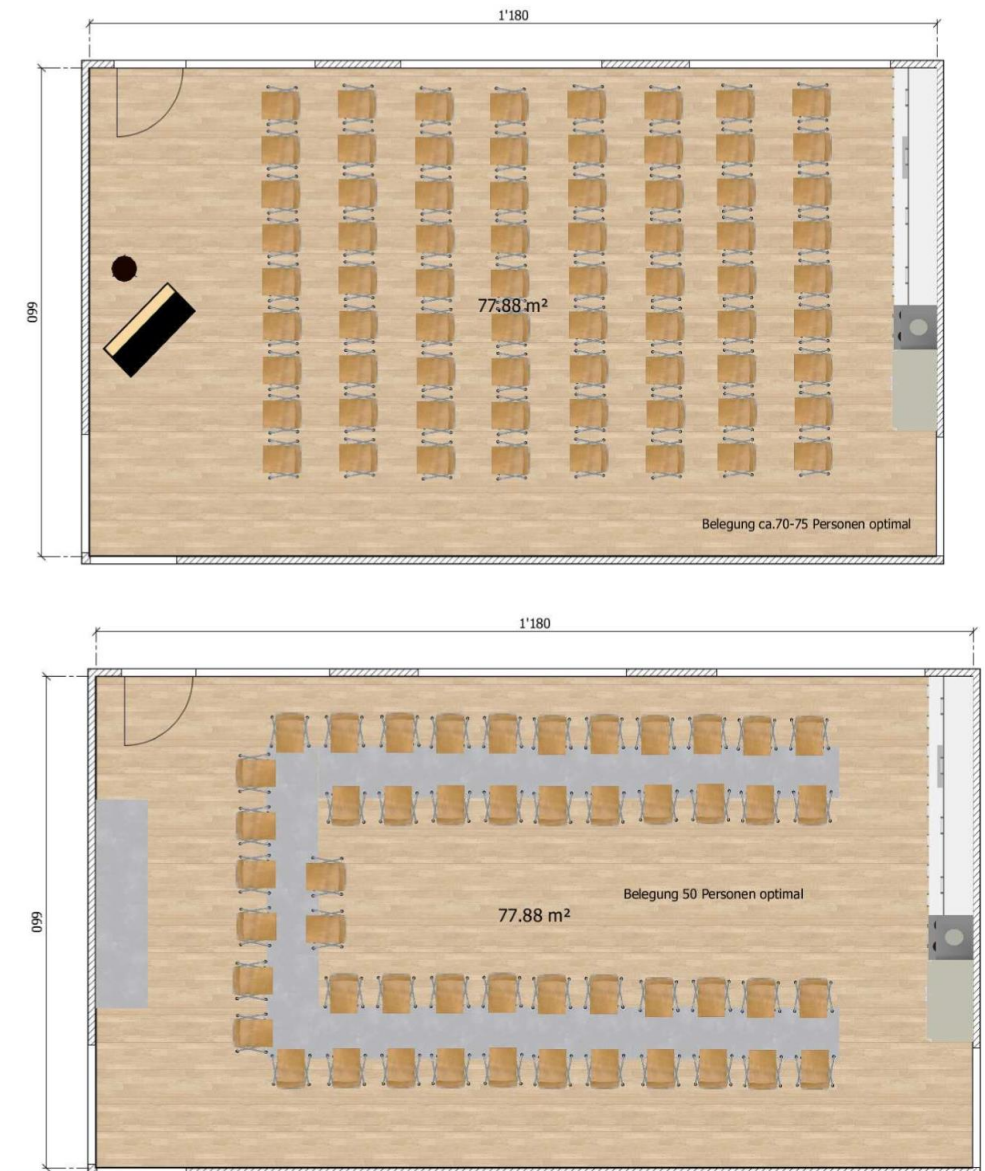 1'180
660
77.88 m²
Belegung ca.70-75 Personen optimal
1'180
660
Belegung 50 Personen optimal
77.88 m²